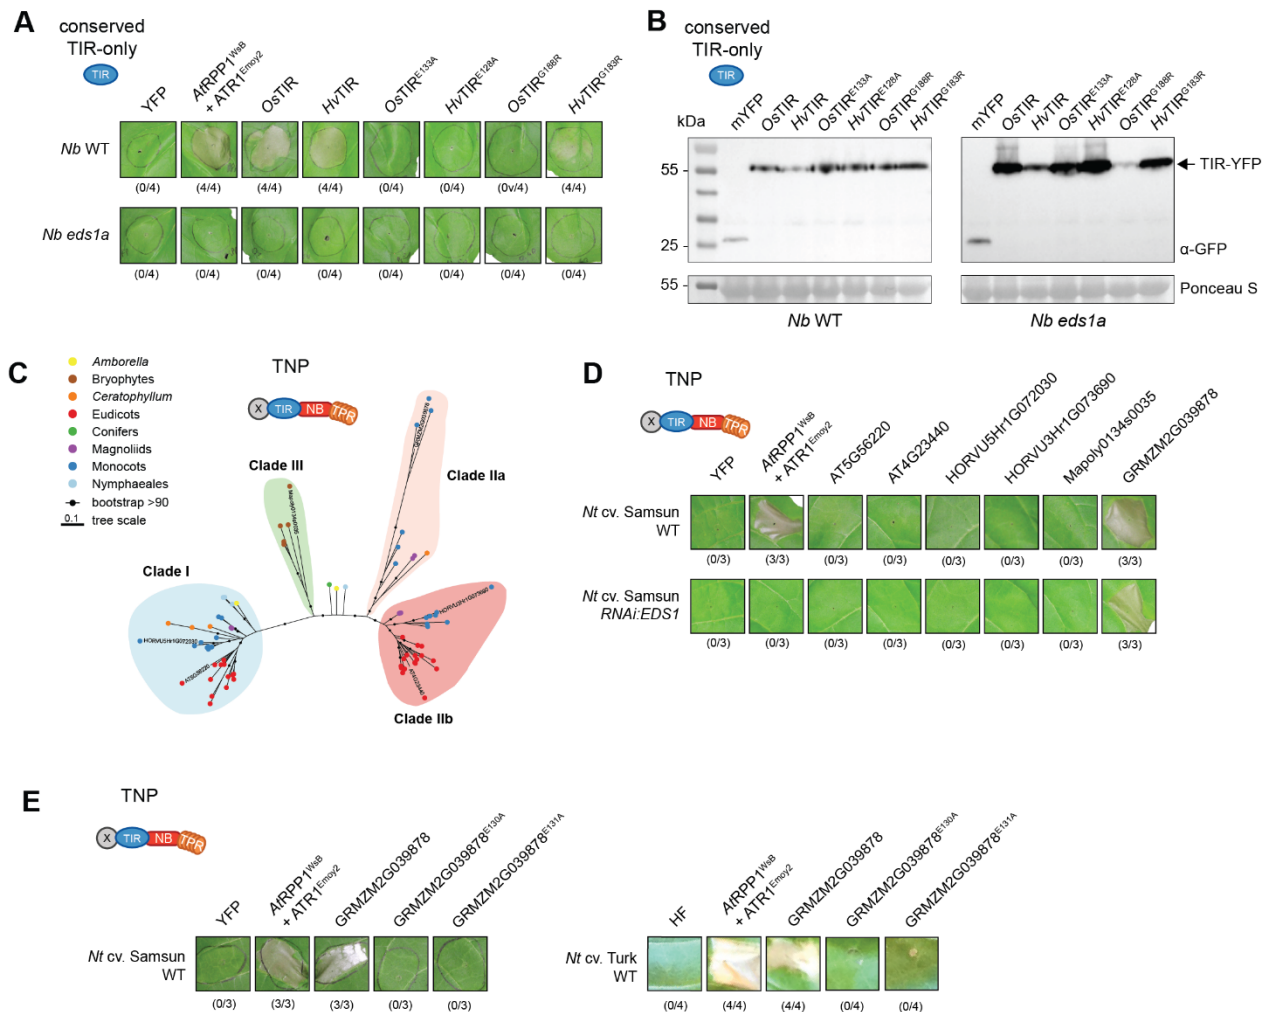 A
conserved
TIR-only
TIR
YFP
AtRPP1WsB
+ ATR1Emoy2
OsTIR
HvTIR
OsTIRE133A
HvTIRE128A
OsTIRG188R
HvTIRG183R
Nb WT
(0/4) (4/4) (4/4) (4/4) (0/4) (0/4) (0v/4) (4/4)
Nb eds1a
(0/4) (0/4) (0/4) (0/4) (0/4) (0/4) (0/4) (0/4)
B
conserved
TIR-only
TIR
kDa
mYFP
OsTIR
HvTIR
OsTIRE133A
HvTIRE128A
OsTIRG188R
HvTIRG183R
mYFP
OsTIR
HvTIR
OsTIRE133A
HvTIRE128A
OsTIRG188R
HvTIRG183R
55
TIR-YFP
25
α-GFP
55
Ponceau S
Nb WT
Nb eds1a
C
TNP
X TIR NB TPR
Amborella
Bryophytes
Ceratophyllum
Eudicots
Conifers
Magnoliids
Monocots
Nymphaeales
bootstrap >90
0.1 tree scale
Clade III
Clade IIa
Clade I
Clade IIb
GRMZM2G039878
Mapoly0134s0035
HORVU5Hr1G072030
AT5G56220
HORVU3Hr1G073690
AT4G23440
D
TNP
X TIR NB TPR
YFP
AtRPP1WsB
+ ATR1Emoy2
AT5G56220
AT4G23440
HORVU5Hr1G072030
HORVU3Hr1G073690
Mapoly0134s0035
GRMZM2G039878
Nt cv. Samsun
WT
(0/3) (3/3) (0/3) (0/3) (0/3) (0/3) (0/3) (3/3)
Nt cv. Samsun
RNAi:EDS1
(0/3) (0/3) (0/3) (0/3) (0/3) (0/3) (0/3) (3/3)
E
TNP
X TIR NB TPR
YFP
AtRPP1WsB
+ ATR1Emoy2
GRMZM2G039878
GRMZM2G039878E130A
GRMZM2G039878E131A
Nt cv. Samsun
WT
(0/3) (3/3) (3/3) (0/3) (0/3)
HF
AtRPP1WsB
+ ATR1Emoy2
GRMZM2G039878
GRMZM2G039878E130A
GRMZM2G039878E131A
Nt cv. Turk
WT
(0/4) (4/4) (4/4) (0/4) (0/4)